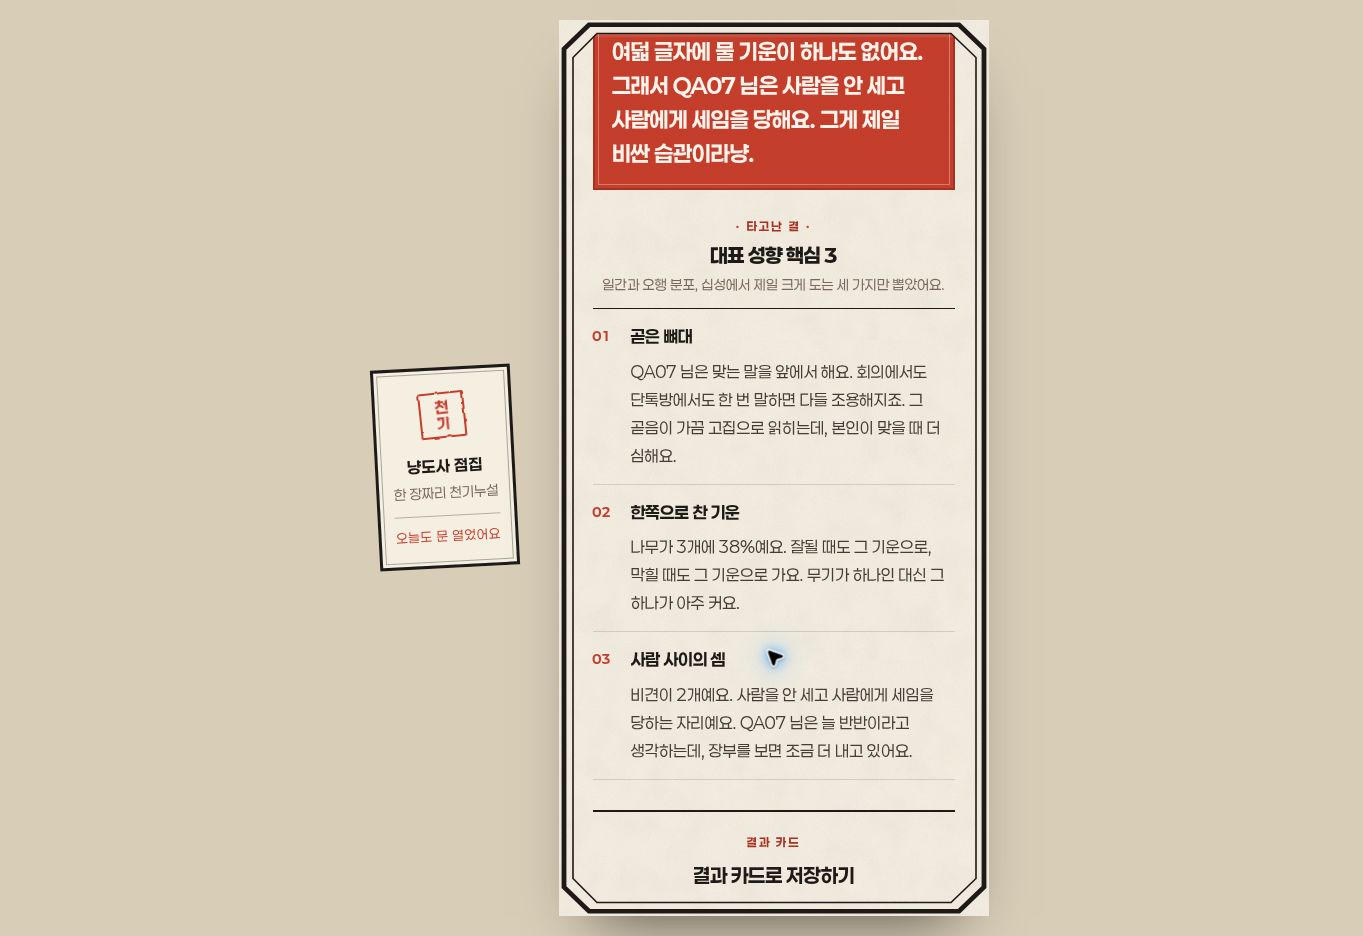 여덟 글자에 물 기운이 하나도 없어요.
그래서 QA07 님은 사람을 안 세고
사람에게 세임을 당해요. 그게 제일
비싼 습관이라냥.
· 타고난 결 ·
대표 성향 핵심 3
일간과 오행 분포, 십성에서 제일 크게 도는 세 가지만 뽑았어요.
01 곧은 뼈대
QA07 님은 맞는 말을 앞에서 해요. 회의에서도
단톡방에서도 한 번 말하면 다들 조용해지죠. 그
곧음이 가끔 고집으로 읽히는데, 본인이 맞을 때 더
심해요.
02 한쪽으로 찬 기운
나무가 3개에 38%예요. 잘될 때도 그 기운으로,
막힐 때도 그 기운으로 가요. 무기가 하나인 대신 그
하나가 아주 커요.
03 사람 사이의 셈
비견이 2개예요. 사람을 안 세고 사람에게 세임을
당하는 자리예요. QA07 님은 늘 반반이라고
생각하는데, 장부를 보면 조금 더 내고 있어요.
결과 카드
결과 카드로 저장하기
천
기
냥도사 점집
한 장짜리 천기누설
오늘도 문 열었어요